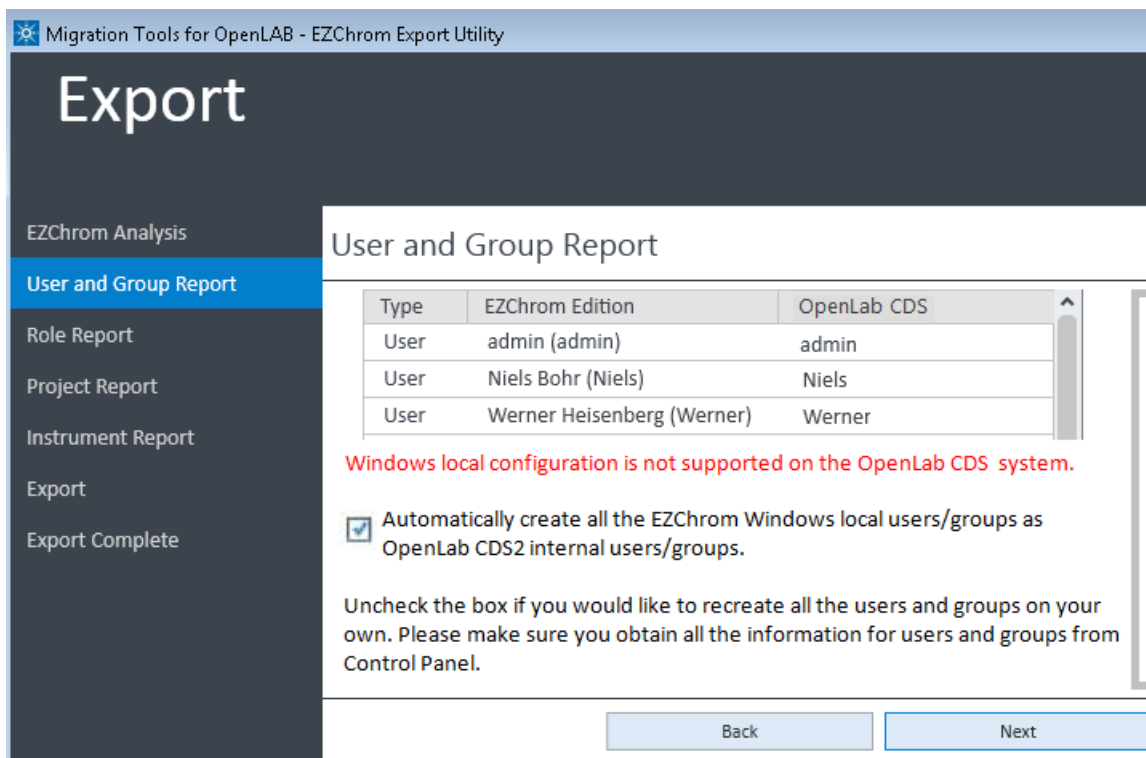 Migration Tools for OpenLAB - EZChrom Export Utility
Export
EZChrom Analysis
User and Group Report
Role Report
Project Report
Instrument Report
Export
Export Complete
User and Group Report
Type EZChrom Edition OpenLab CDS
User admin (admin) admin
User Niels Bohr (Niels) Niels
User Werner Heisenberg (Werner) Werner
Windows local configuration is not supported on the OpenLab CDS system.
Automatically create all the EZChrom Windows local users/groups as
OpenLab CDS2 internal users/groups.
Uncheck the box if you would like to recreate all the users and groups on your
own. Please make sure you obtain all the information for users and groups from
Control Panel.
Back Next